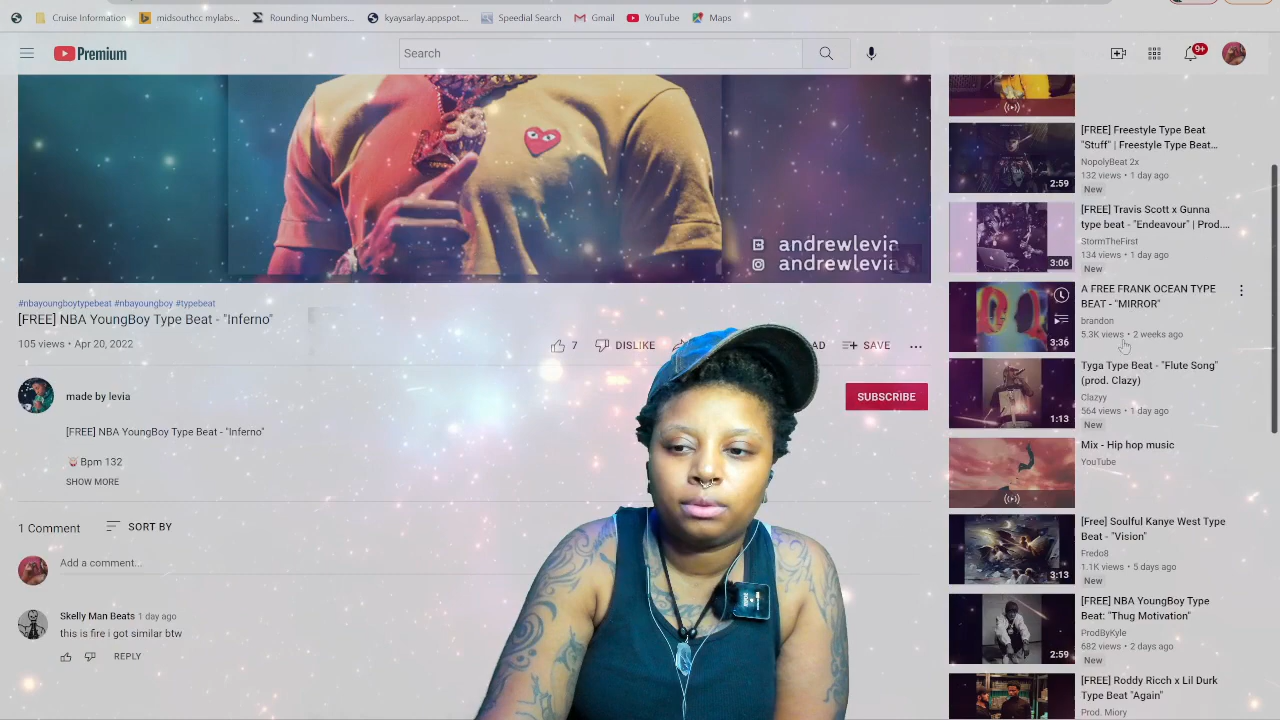 Cruise Information...
midsouthcc mylabs...
Rounding Numbers...
kyaysarlay.appspot....
Speedial Search
Gmail
YouTube
Maps
Premium
Search
9+
andrewlevia
andrewlevia
#nbayoungboytypebeat #nbayoungboy #typebeat
[FREE] NBA YoungBoy Type Beat - "Inferno"
105 views • Apr 20, 2022
7
DISLIKE
AD
SAVE
made by levia
SUBSCRIBE
[FREE] NBA YoungBoy Type Beat - "Inferno"
Bpm 132
SHOW MORE
1 Comment
SORT BY
Add a comment...
Skelly Man Beats 1 day ago
this is fire i got similar btw
REPLY
[FREE] Freestyle Type Beat
"Stuff" | Freestyle Type Beat...
NopolyBeat 2x
132 views • 1 day ago
New
2:59
[FREE] Travis Scott x Gunna
type beat - "Endeavour" | Prod....
StormTheFirst
134 views • 1 day ago
New
3:06
A FREE FRANK OCEAN TYPE
BEAT - "MIRROR"
brandon
5.3K views • 2 weeks ago
3:36
Tyga Type Beat - "Flute Song"
(prod. Clazy)
Clazyy
564 views • 1 day ago
New
1:13
Mix - Hip hop music
YouTube
[Free] Soulful Kanye West Type
Beat - "Vision"
Fredo8
1.1K views • 5 days ago
New
3:13
[FREE] NBA YoungBoy Type
Beat: "Thug Motivation"
ProdByKyle
682 views • 2 days ago
New
2:59
[FREE] Roddy Ricch x Lil Durk
Type Beat "Again"
Prod. Miory